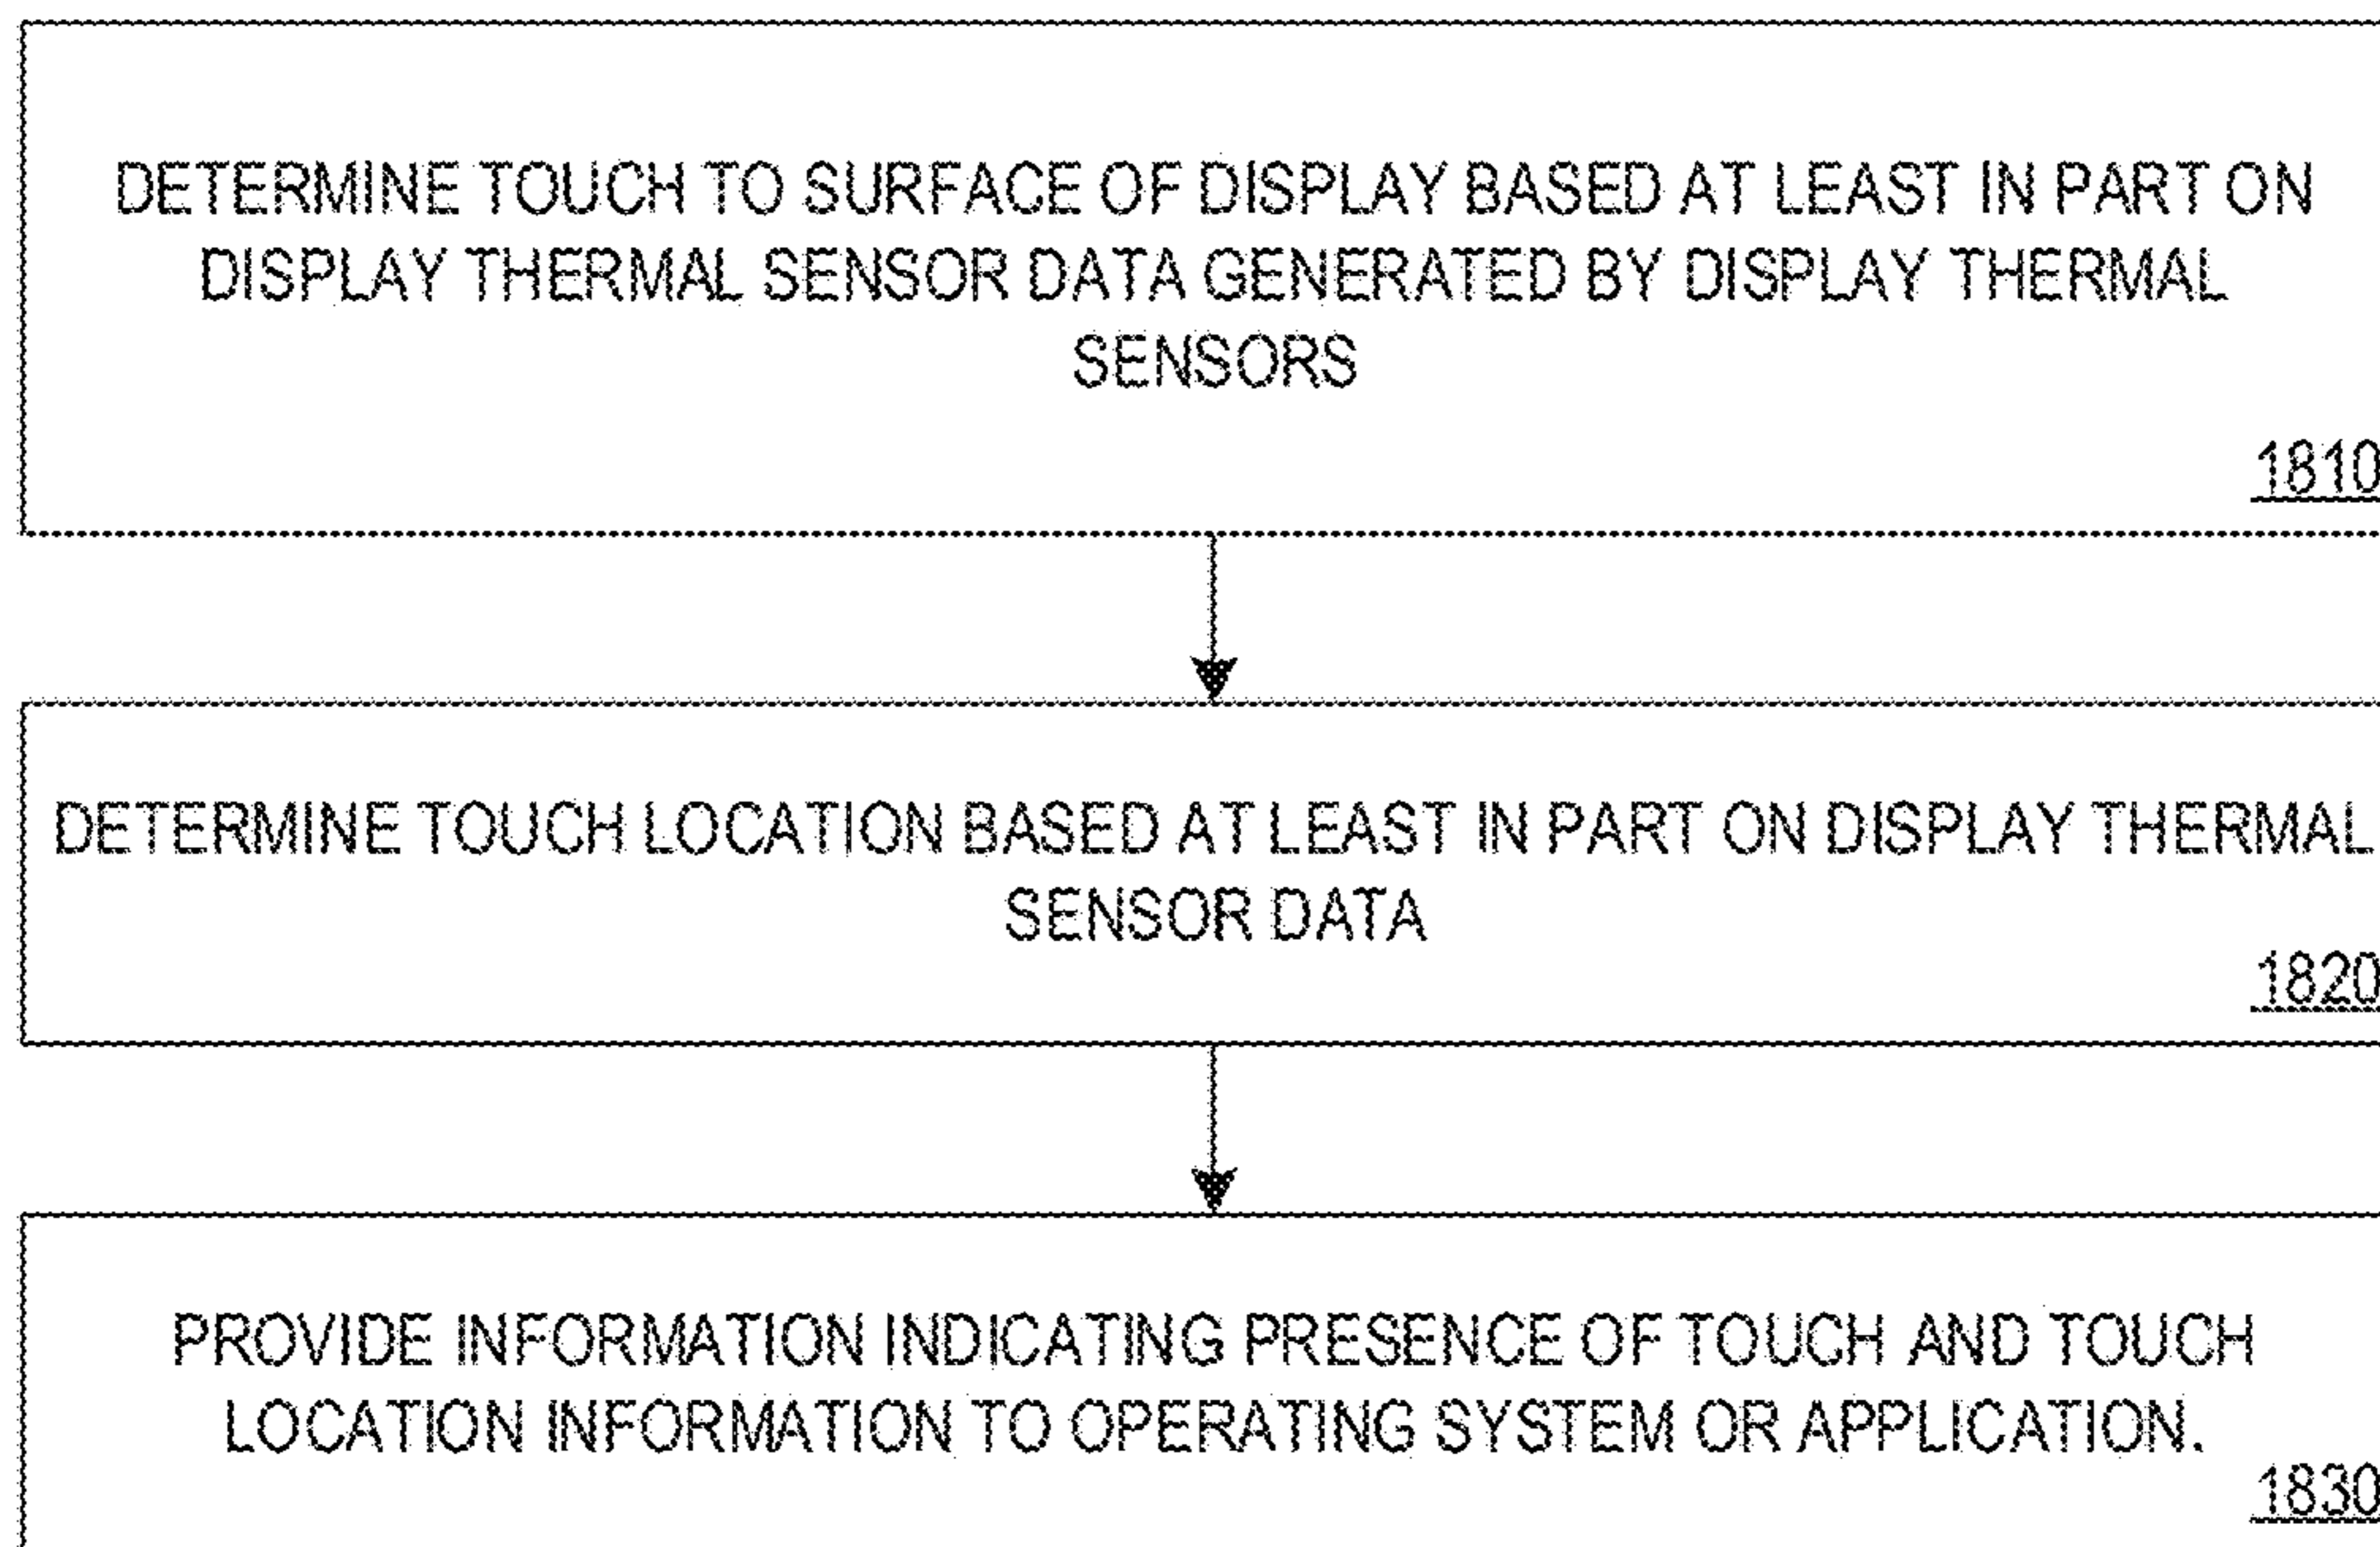 DETERMINE TOUCH TO SURFACE OF DISPLAY BASED AT LEAST IN PART ON
DISPLAY THERMAL SENSOR DATA GENERATED BY DISPLAY THERMAL
SENSORS
1810
DETERMINE TOUCH LOCATION BASED AT LEAST IN PART ON DISPLAY THERMAL
SENSOR DATA
1820
PROVIDE INFORMATION INDICATING PRESENCE OF TOUCH AND TOUCH
LOCATION INFORMATION TO OPERATING SYSTEM OR APPLICATION.
1830